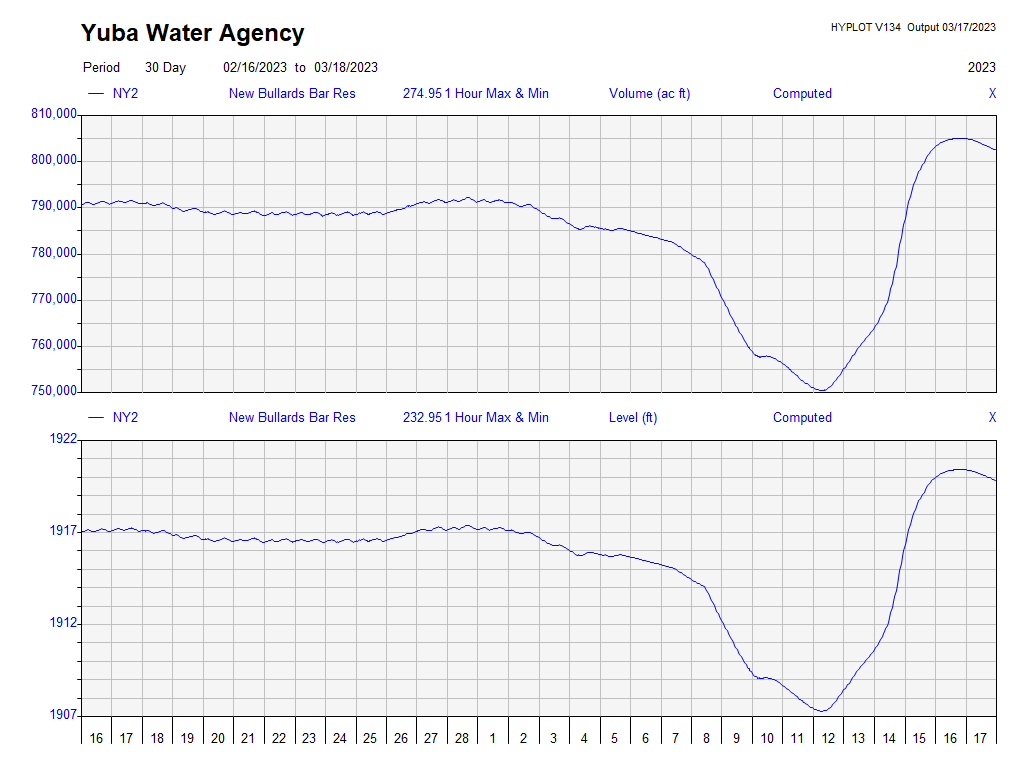 Yuba Water Agency
HYPLOT V134 Output 03/17/2023
Period 30 Day 02/16/2023 to 03/18/2023 2023
NY2 New Bullards Bar Res 274.95 1 Hour Max & Min Volume (ac ft) Computed X
810,000
800,000
790,000
780,000
770,000
760,000
750,000
NY2 New Bullards Bar Res 232.95 1 Hour Max & Min Level (ft) Computed X
1922
1917
1912
1907
16 17 18 19 20 21 22 23 24 25 26 27 28 1 2 3 4 5 6 7 8 9 10 11 12 13 14 15 16 17